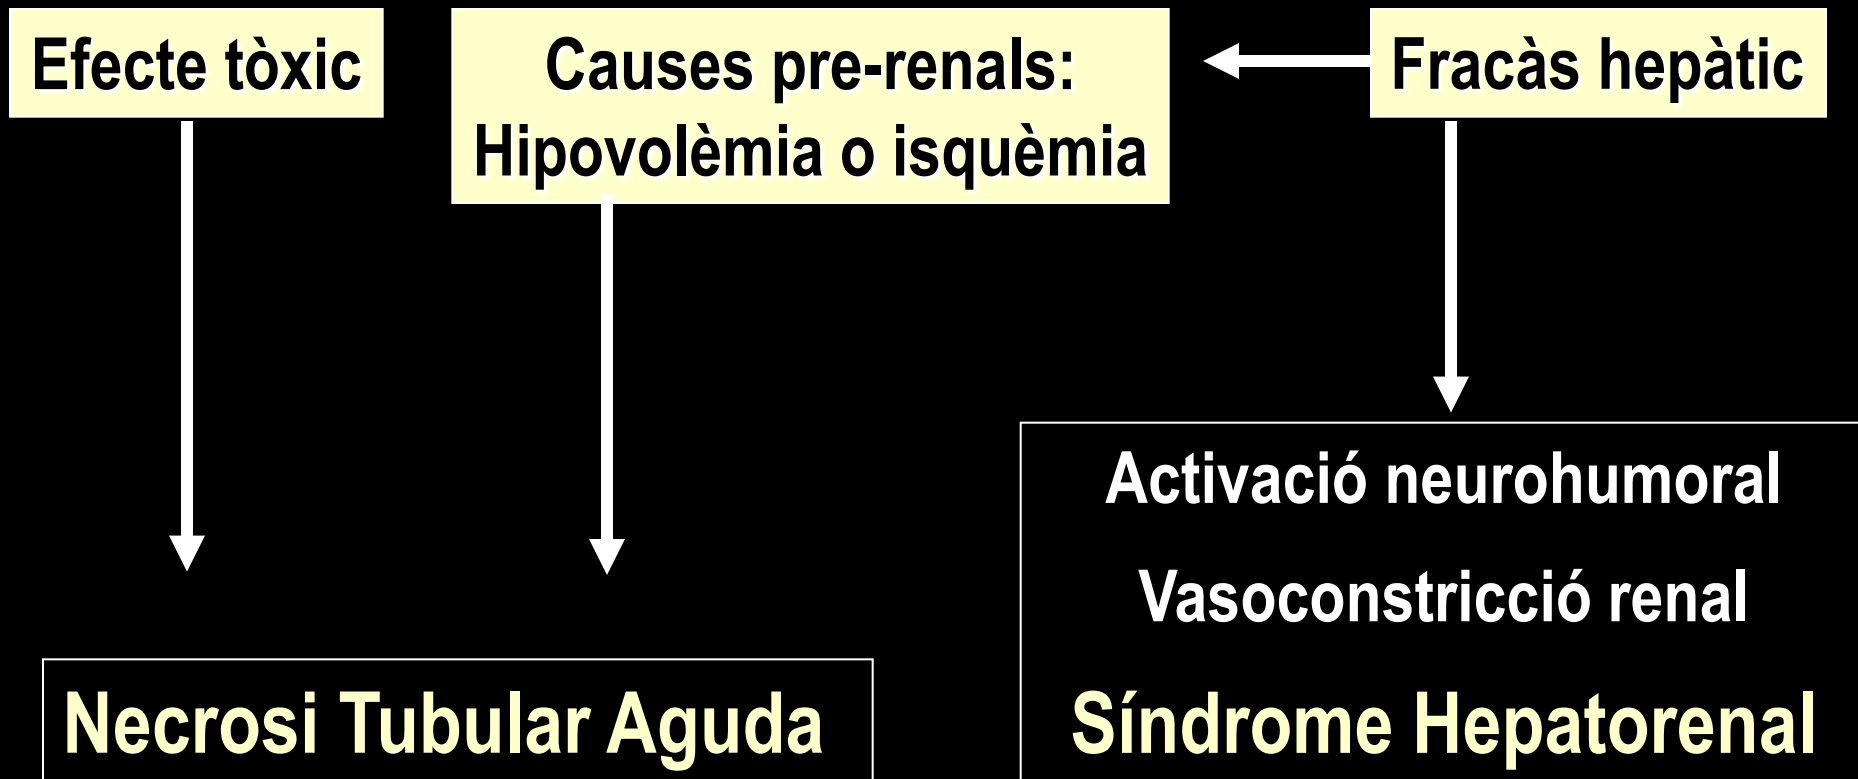 Efecte tòxic
Causes pre-renals:
Hipovolèmia o isquèmia
Fracàs hepàtic
Activació neurohumoral
Vasoconstricció renal
Necrosi Tubular Aguda
Síndrome Hepatorenal